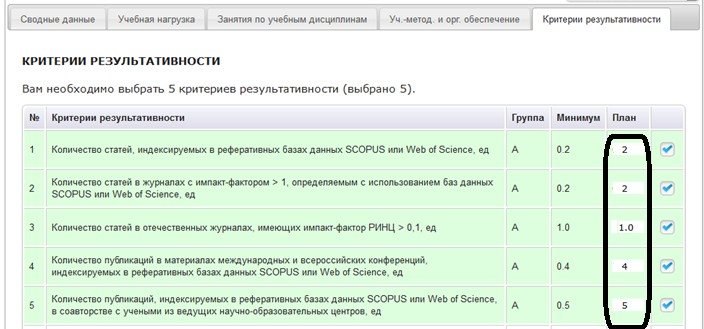 Сводные данные Учебная нагрузка Занятия по учебным дисциплинам Уч.-метод. и орг. обеспечение Критерии результативности
КРИТЕРИИ РЕЗУЛЬТАТИВНОСТИ
Вам необходимо выбрать 5 критериев результативности (выбрано 5).
№ Критерии результативности Группа Минимум План
1 Количество статей, индексируемых в реферативных базах данных SCOPUS или Web of Science, ед A 0.2 2
2 Количество статей в журналах с импакт-фактором > 1, определяемым с использованием баз данных
SCOPUS или Web of Science, ед A 0.2 2
3 Количество статей в отечественных журналах, имеющих импакт-фактор РИНЦ > 0,1, ед A 1.0 1.0
4 Количество публикаций в материалах международных и всероссийских конференций,
индексируемых в реферативных базах данных SCOPUS или Web of Science, ед A 0.4 4
5 Количество публикаций, индексируемых в реферативных базах данных SCOPUS или Web of Science,
в соавторстве с учеными из ведущих научно-образовательных центров, ед A 0.5 5